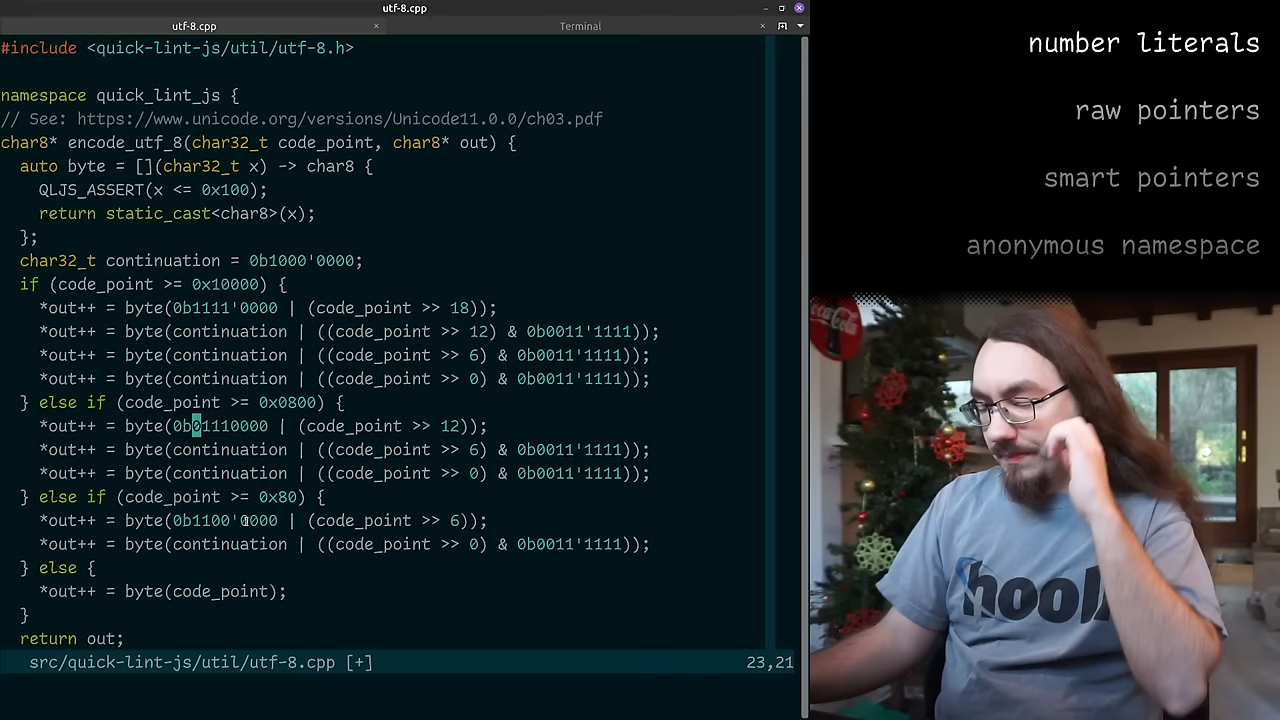 utf-8.cpp
utf-8.cpp
Terminal
#include <quick-lint-js/util/utf-8.h>
namespace quick_lint_js {
// See: https://www.unicode.org/versions/Unicode11.0.0/ch03.pdf
char8* encode_utf_8(char32_t code_point, char8* out) {
  auto byte = [](char32_t x) -> char8 {
    QLJS_ASSERT(x <= 0x100);
    return static_cast<char8>(x);
  };
  char32_t continuation = 0b1000'0000;
  if (code_point >= 0x10000) {
    *out++ = byte(0b1111'0000 | (code_point >> 18));
    *out++ = byte(continuation | ((code_point >> 12) & 0b0011'1111));
    *out++ = byte(continuation | ((code_point >> 6) & 0b0011'1111));
    *out++ = byte(continuation | ((code_point >> 0) & 0b0011'1111));
  } else if (code_point >= 0x0800) {
    *out++ = byte(0b01110000 | (code_point >> 12));
    *out++ = byte(continuation | ((code_point >> 6) & 0b0011'1111));
    *out++ = byte(continuation | ((code_point >> 0) & 0b0011'1111));
  } else if (code_point >= 0x80) {
    *out++ = byte(0b1100'0000 | (code_point >> 6));
    *out++ = byte(continuation | ((code_point >> 0) & 0b0011'1111));
  } else {
    *out++ = byte(code_point);
  }
  return out;
src/quick-lint-js/util/utf-8.cpp [+] 23,21
number literals
raw pointers
smart pointers
anonymous namespace
Coca-Cola